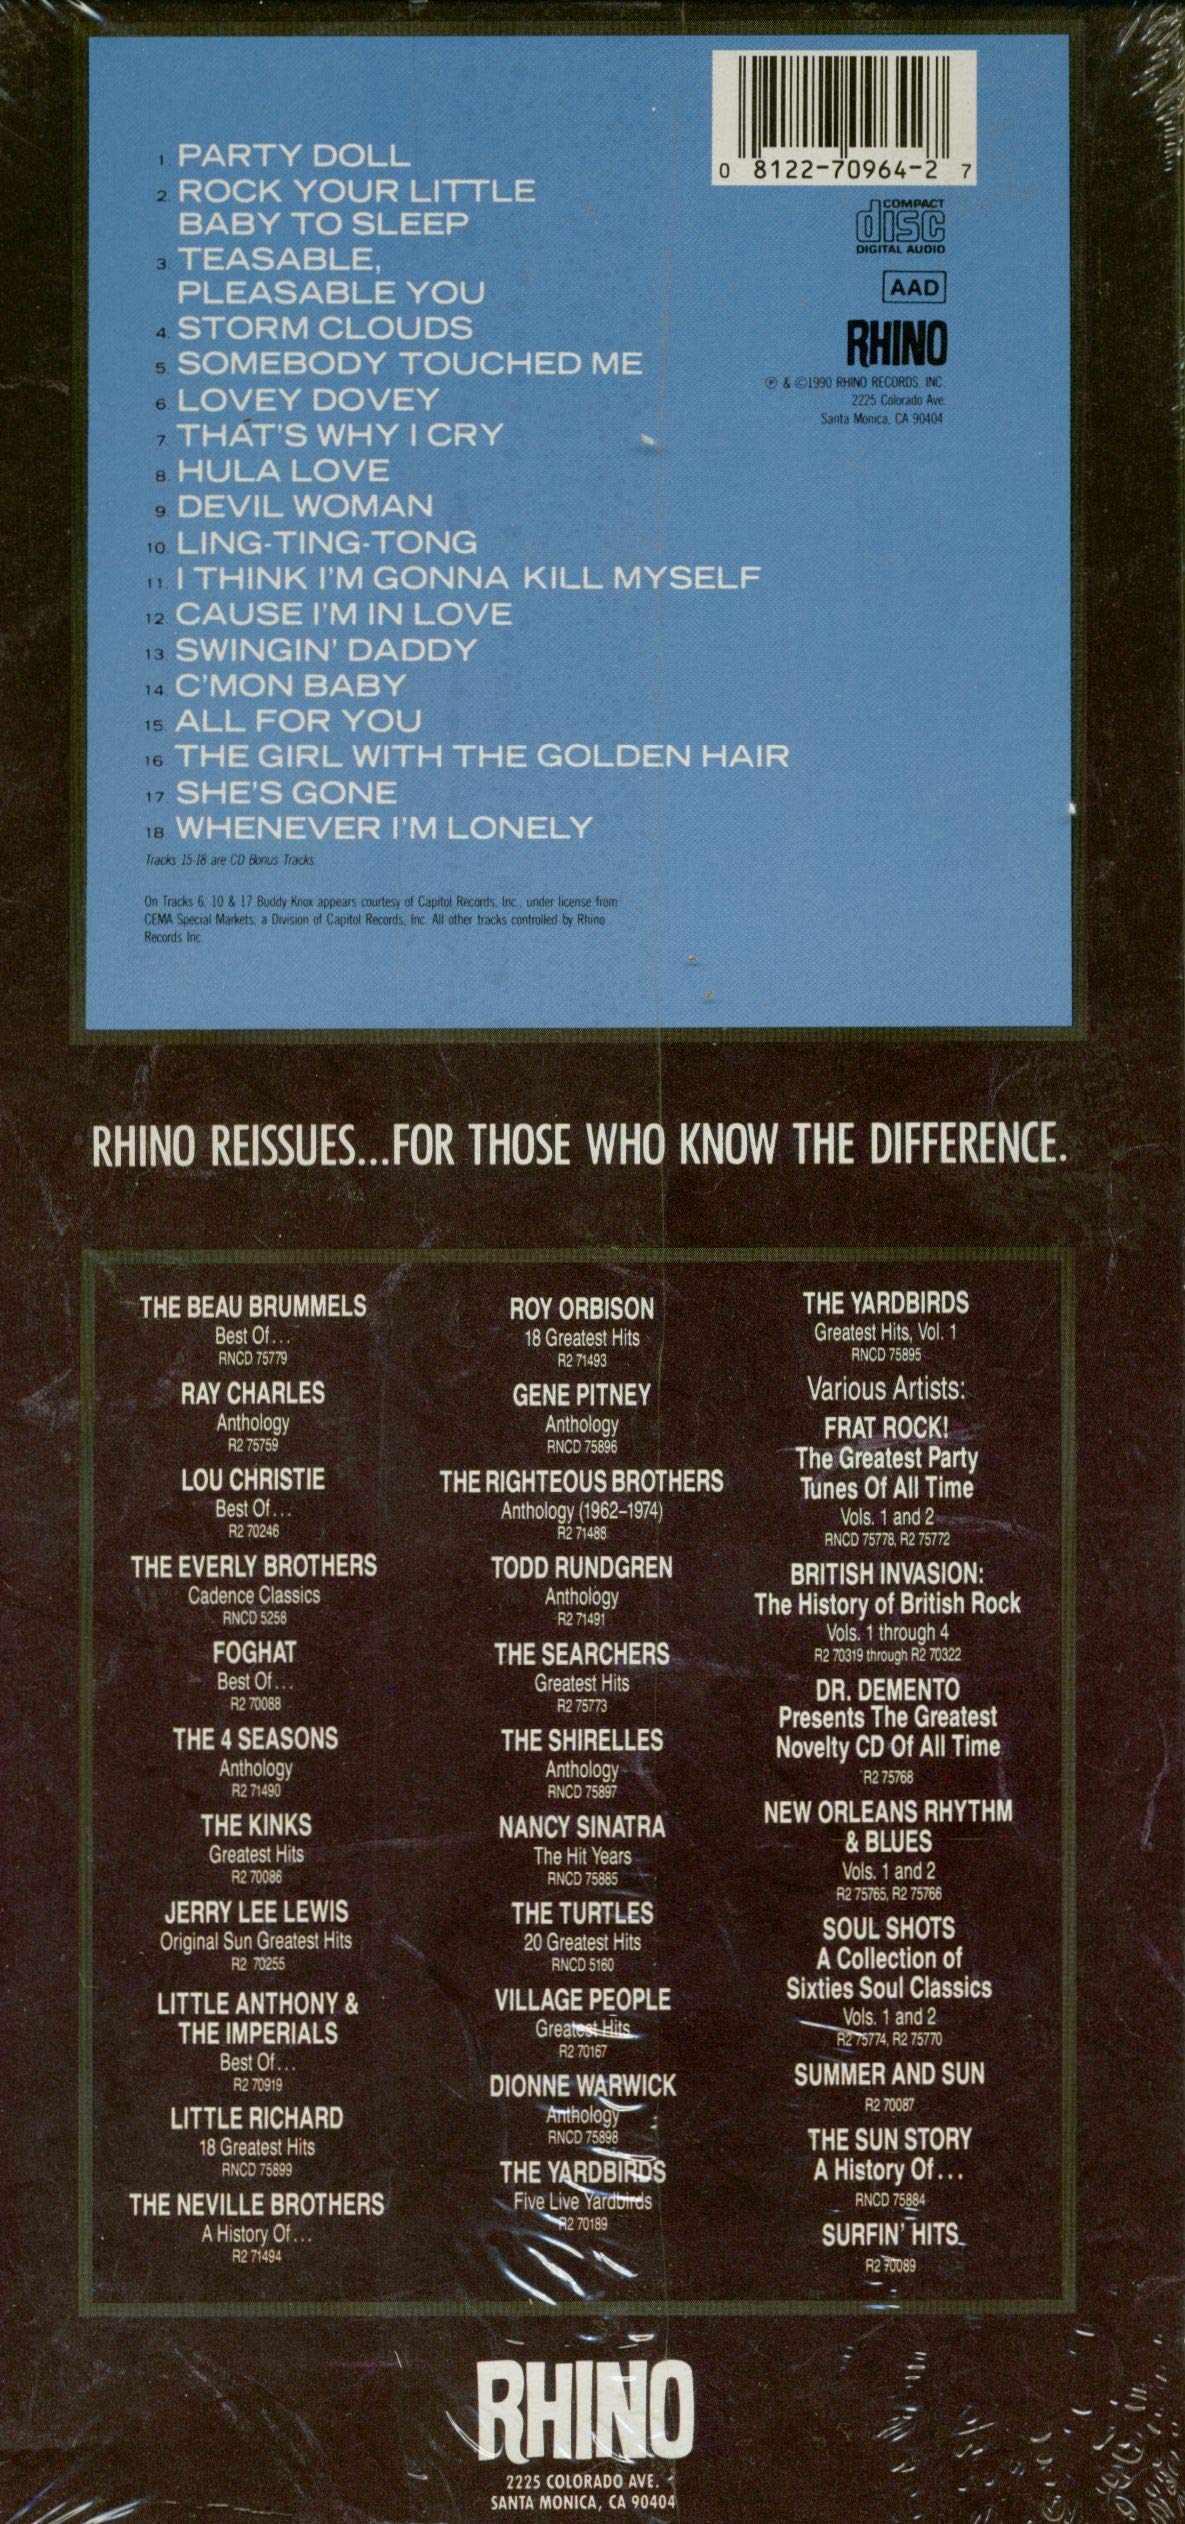 1. PARTY DOLL
2. ROCK YOUR LITTLE
BABY TO SLEEP
3. TEASABLE,
PLEASABLE YOU
4. STORM CLOUDS
5. SOMEBODY TOUCHED ME
6. LOVEY DOVEY
7. THAT'S WHY I CRY
8. HULA LOVE
9. DEVIL WOMAN
10. LING-TING-TONG
11. I THINK I'M GONNA KILL MYSELF
12. CAUSE I'M IN LOVE
13. SWINGIN' DADDY
14. C'MON BABY
15. ALL FOR YOU
16. THE GIRL WITH THE GOLDEN HAIR
17. SHE'S GONE
18. WHENEVER I'M LONELY
Tracks 15-18 are CD Bonus Tracks.
On Tracks 6, 10 & 17 Buddy Knox appears courtesy of Capitol Records, Inc., under license from
CEMA Special Markets, a Division of Capitol Records, Inc. All other tracks controlled by Rhino
Records Inc.
0 8122-70964-2 7
COMPACT
disc
DIGITAL AUDIO
AAD
RHINO
℗ & ©1990 RHINO RECORDS, INC.
2225 Colorado Ave.
Santa Monica, CA 90404
RHINO REISSUES...FOR THOSE WHO KNOW THE DIFFERENCE.
THE BEAU BRUMMELS
Best Of...
RNCD 75779
RAY CHARLES
Anthology
R2 75759
LOU CHRISTIE
Best Of...
R2 70246
THE EVERLY BROTHERS
Cadence Classics
RNCD 5258
FOGHAT
Best Of...
R2 70088
THE 4 SEASONS
Anthology
R2 71490
THE KINKS
Greatest Hits
R2 70086
JERRY LEE LEWIS
Original Sun Greatest Hits
R2 70255
LITTLE ANTHONY &
THE IMPERIALS
Best Of...
R2 70919
LITTLE RICHARD
18 Greatest Hits
RNCD 75899
THE NEVILLE BROTHERS
A History Of...
R2 71494
ROY ORBISON
18 Greatest Hits
R2 71493
GENE PITNEY
Anthology
RNCD 75896
THE RIGHTEOUS BROTHERS
Anthology (1962–1974)
R2 71488
TODD RUNDGREN
Anthology
R2 71491
THE SEARCHERS
Greatest Hits
R2 75773
THE SHIRELLES
Anthology
RNCD 75897
NANCY SINATRA
The Hit Years
RNCD 75885
THE TURTLES
20 Greatest Hits
RNCD 5160
VILLAGE PEOPLE
Greatest Hits
R2 70167
DIONNE WARWICK
Anthology
RNCD 75898
THE YARDBIRDS
Five Live Yardbirds
R2 70189
THE YARDBIRDS
Greatest Hits, Vol. 1
RNCD 75895
Various Artists:
FRAT ROCK!
The Greatest Party
Tunes Of All Time
Vols. 1 and 2
RNCD 75778, R2 75772
BRITISH INVASION:
The History of British Rock
Vols. 1 through 4
R2 70319 through R2 70322
DR. DEMENTO
Presents The Greatest
Novelty CD Of All Time
R2 75768
NEW ORLEANS RHYTHM
& BLUES
Vols. 1 and 2
R2 75765, R2 75766
SOUL SHOTS
A Collection of
Sixties Soul Classics
Vols. 1 and 2
R2 75774, R2 75770
SUMMER AND SUN
R2 70087
THE SUN STORY
A History Of...
RNCD 75884
SURFIN' HITS
R2 70089
RHINO
2225 COLORADO AVE.
SANTA MONICA, CA 90404